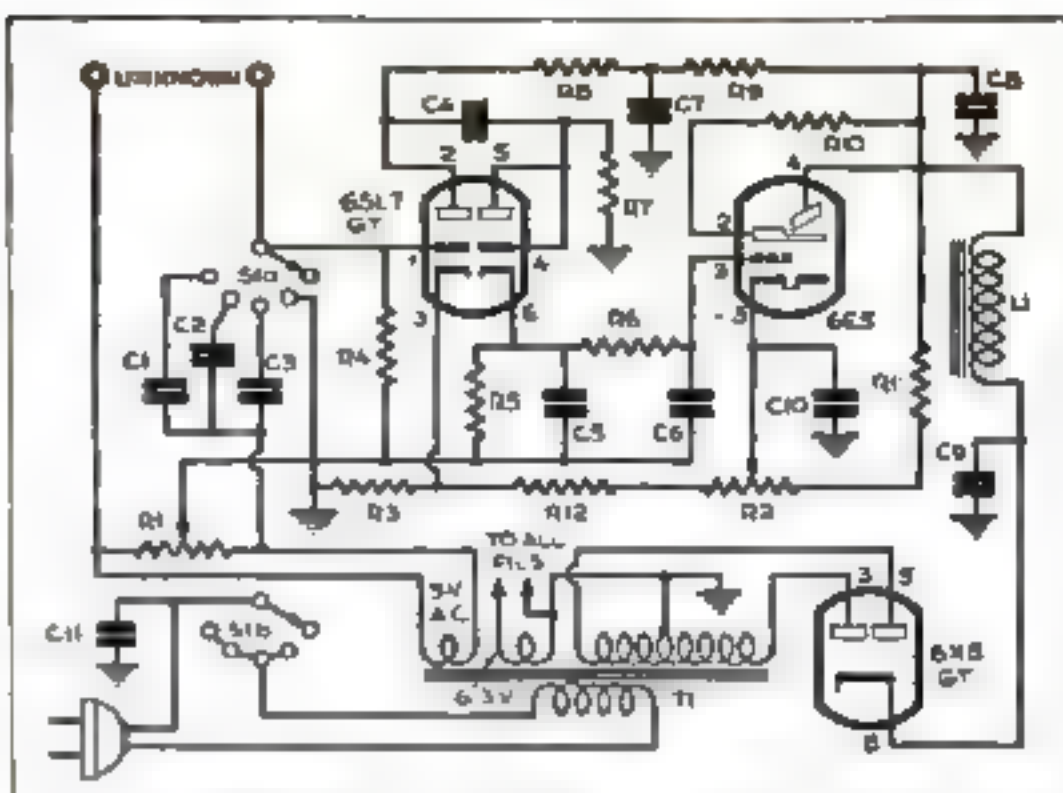 UNKNOWN
R8
R9
C8
C4
C7
R10
2
5
4
6SL7
GT
R7
2
1
4
3
S1a
3
6
5
6E5
L1
C2
R6
R4
C1
C3
R5
C5
C6
C10
R11
C9
R1
R3
R12
R2
TO ALL
FILS
5V
A.C.
3
5
C11
S1b
6X5
GT
6.3V
T1
8